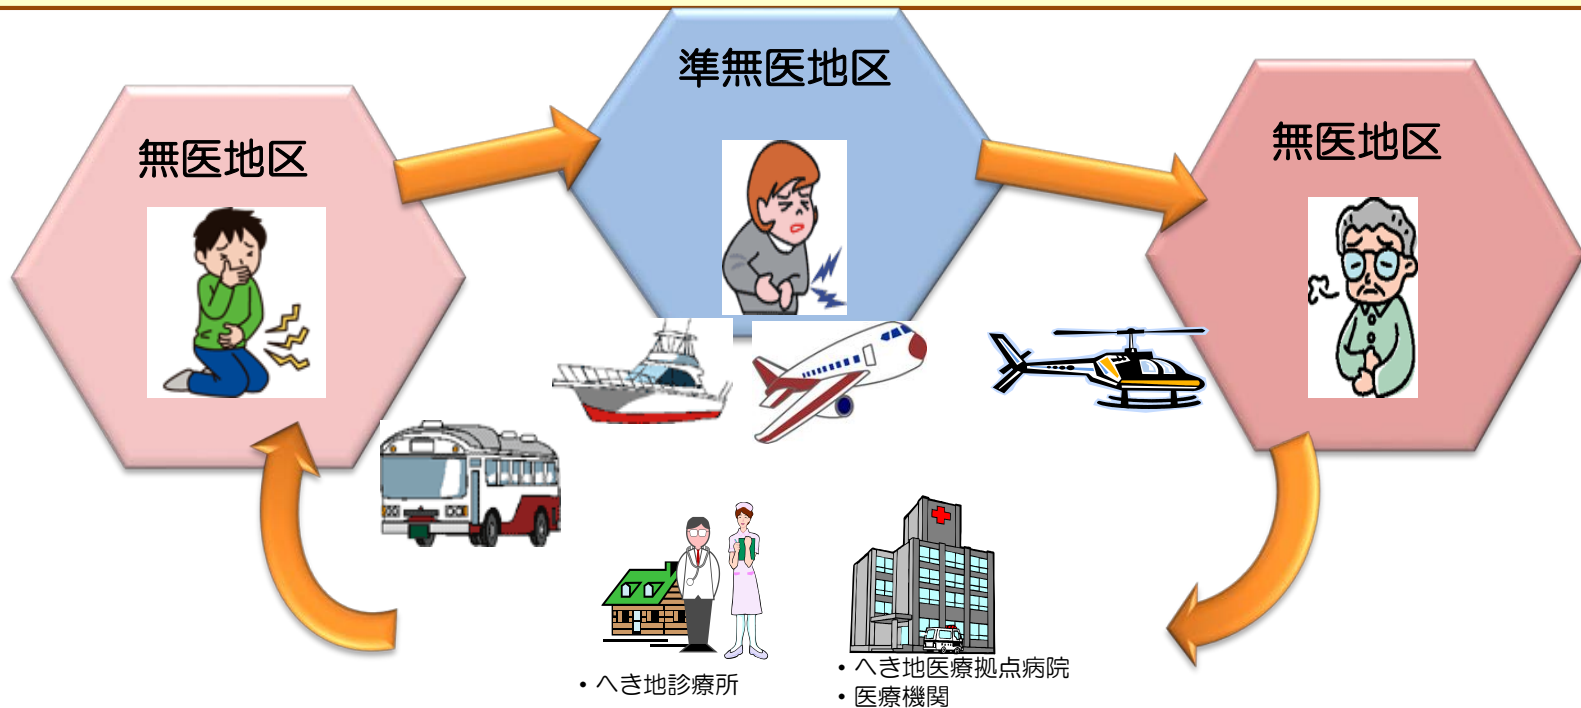 準無医地区
無医地区
無医地区
・へき地診療所
・へき地医療拠点病院
・医療機関